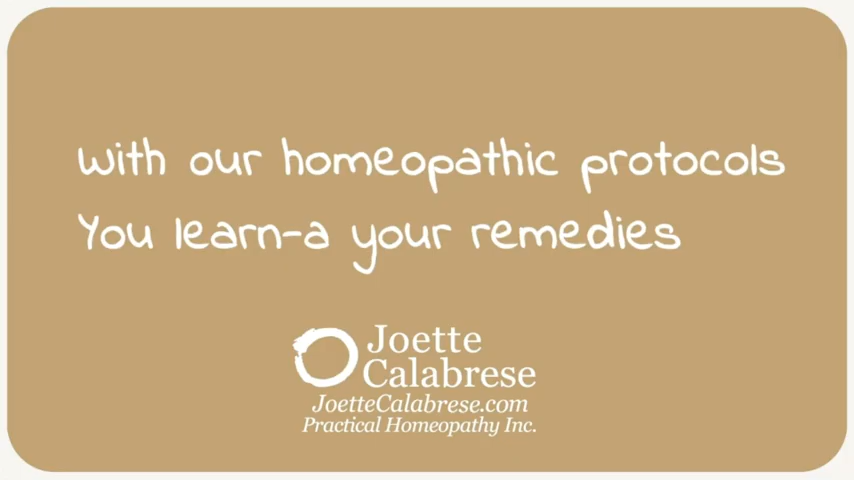 With our homeopathic protocols
You learn-a your remedies
Joette
Calabrese
JoetteCalabrese.com
Practical Homeopathy Inc.